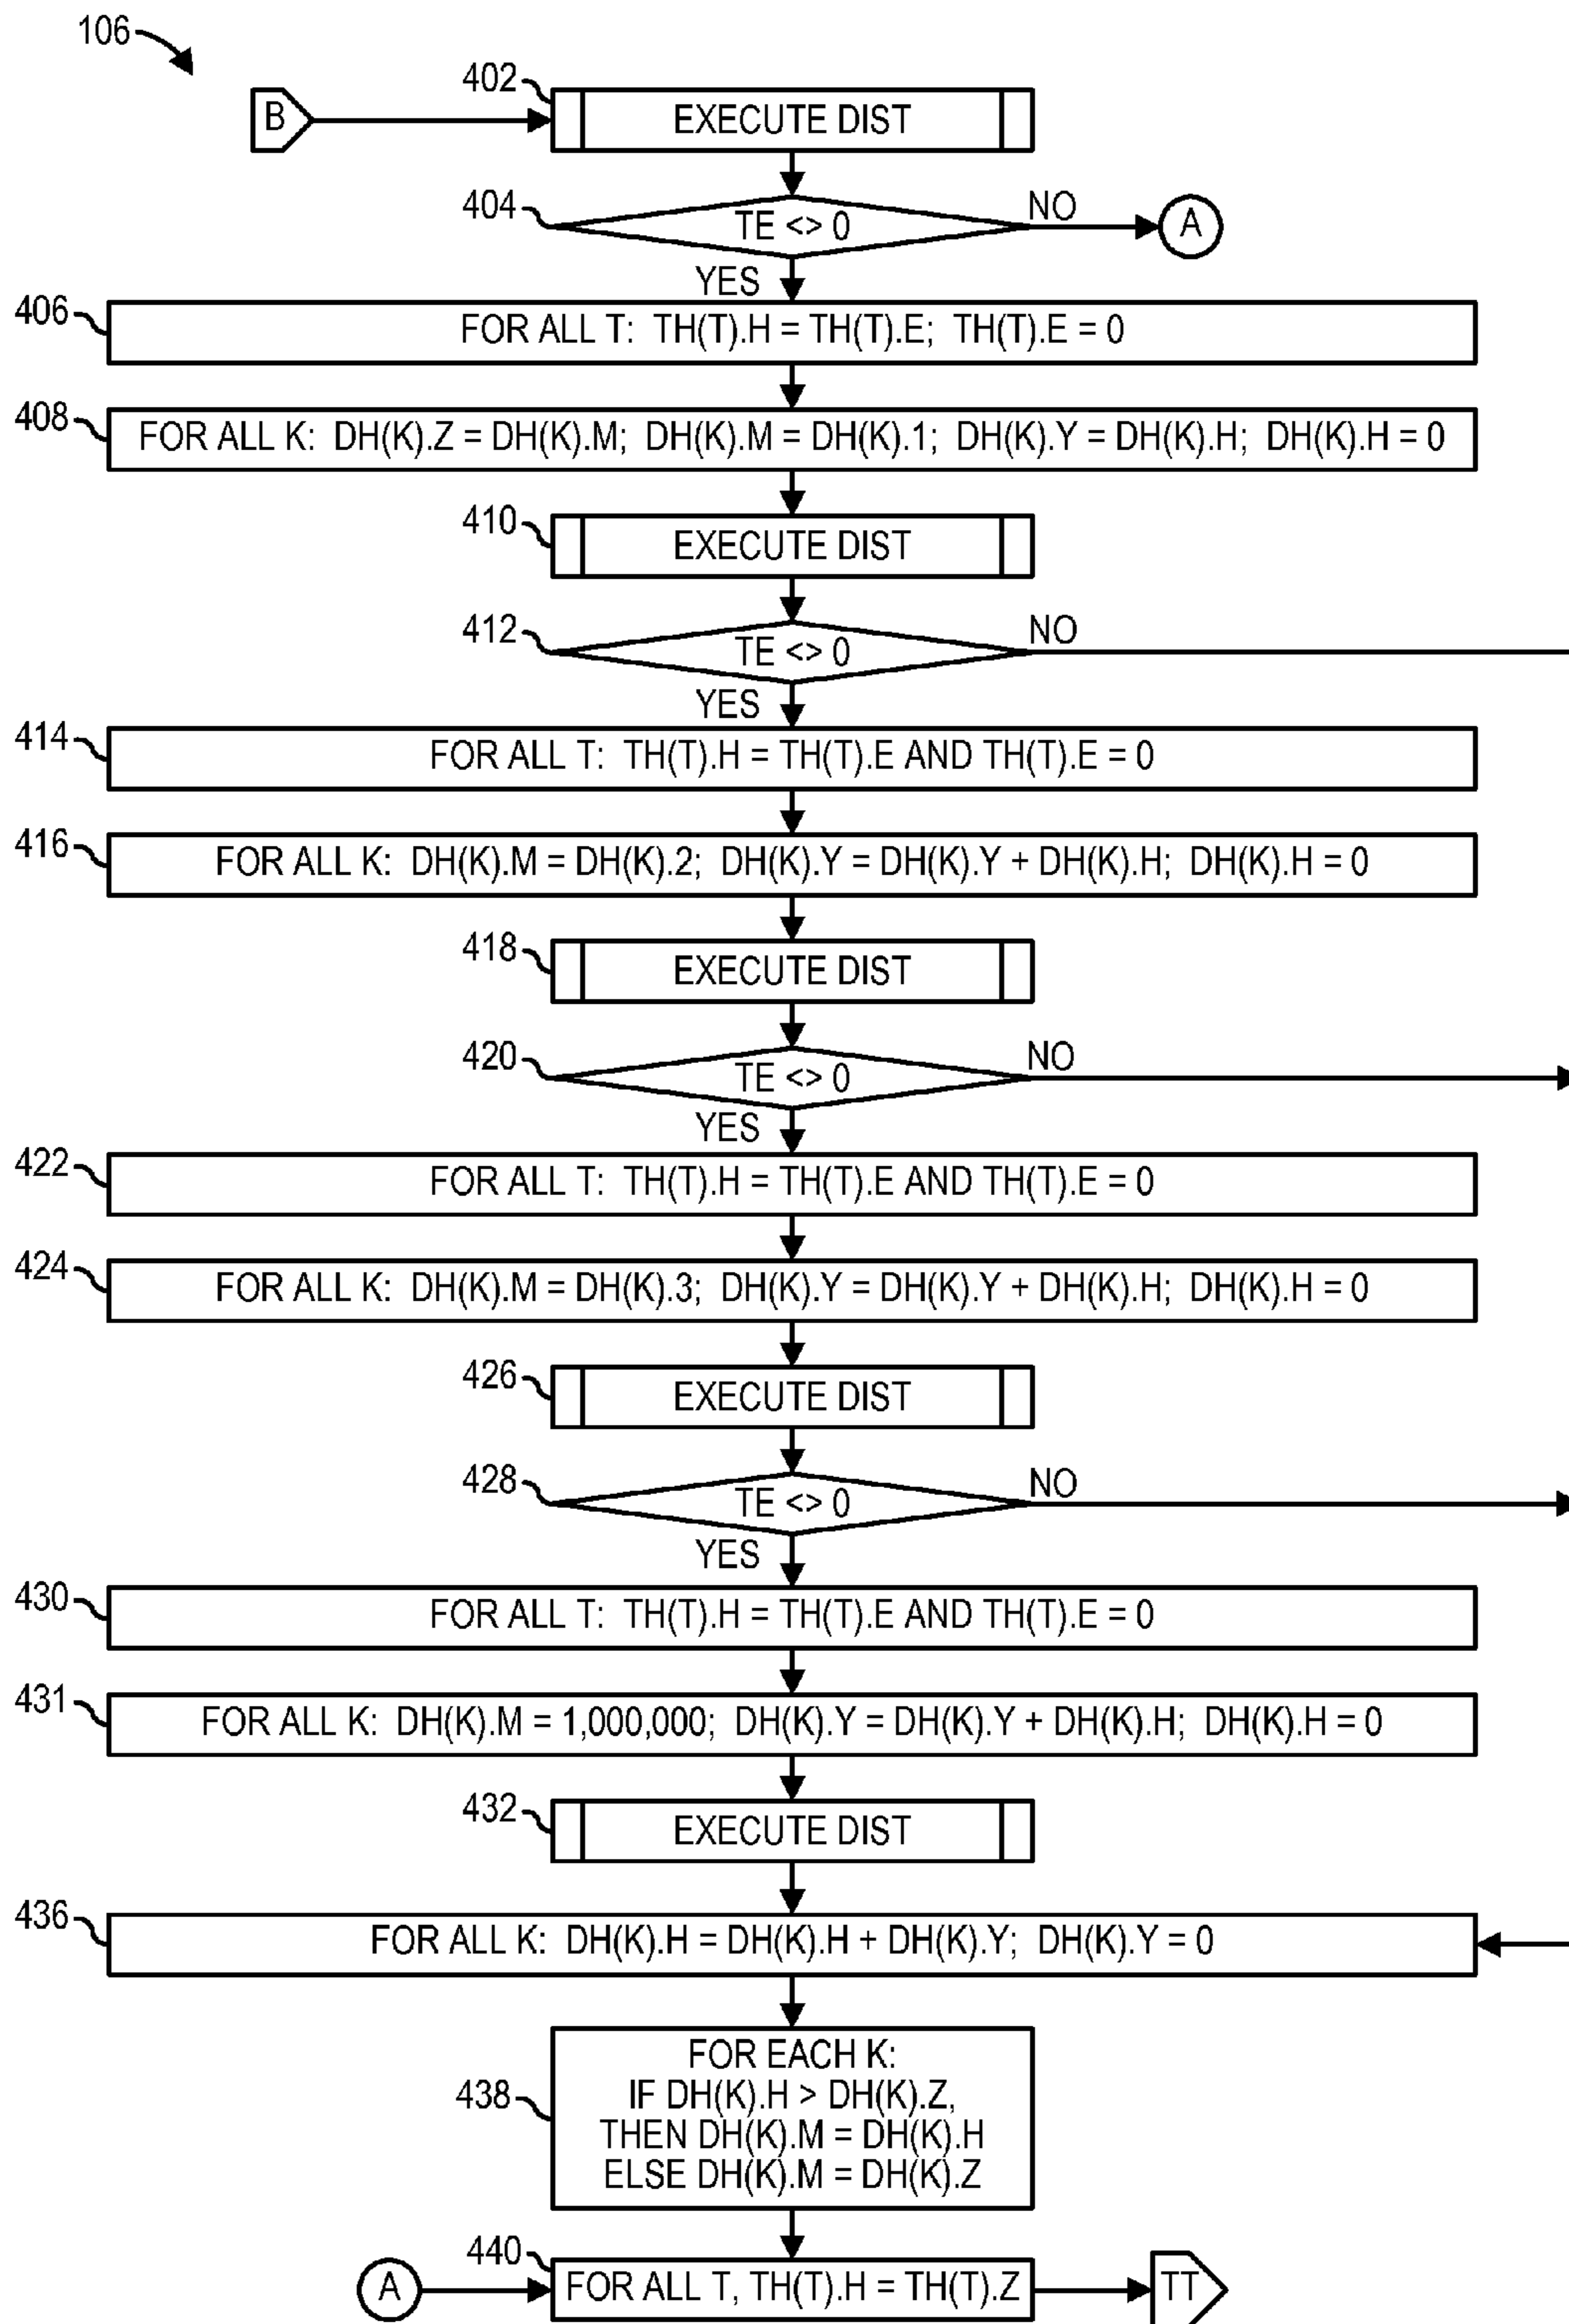 106
402
B
EXECUTE DIST
404
TE <> 0
NO
A
YES
406
FOR ALL T: TH(T).H = TH(T).E; TH(T).E = 0
408
FOR ALL K: DH(K).Z = DH(K).M; DH(K).M = DH(K).1; DH(K).Y = DH(K).H; DH(K).H = 0
410
EXECUTE DIST
412
TE <> 0
NO
YES
414
FOR ALL T: TH(T).H = TH(T).E AND TH(T).E = 0
416
FOR ALL K: DH(K).M = DH(K).2; DH(K).Y = DH(K).Y + DH(K).H; DH(K).H = 0
418
EXECUTE DIST
420
TE <> 0
NO
YES
422
FOR ALL T: TH(T).H = TH(T).E AND TH(T).E = 0
424
FOR ALL K: DH(K).M = DH(K).3; DH(K).Y = DH(K).Y + DH(K).H; DH(K).H = 0
426
EXECUTE DIST
428
TE <> 0
NO
YES
430
FOR ALL T: TH(T).H = TH(T).E AND TH(T).E = 0
431
FOR ALL K: DH(K).M = 1,000,000; DH(K).Y = DH(K).Y + DH(K).H; DH(K).H = 0
432
EXECUTE DIST
436
FOR ALL K: DH(K).H = DH(K).H + DH(K).Y; DH(K).Y = 0
438
FOR EACH K:
IF DH(K).H > DH(K).Z,
THEN DH(K).M = DH(K).H
ELSE DH(K).M = DH(K).Z
440
A
FOR ALL T, TH(T).H = TH(T).Z
TT